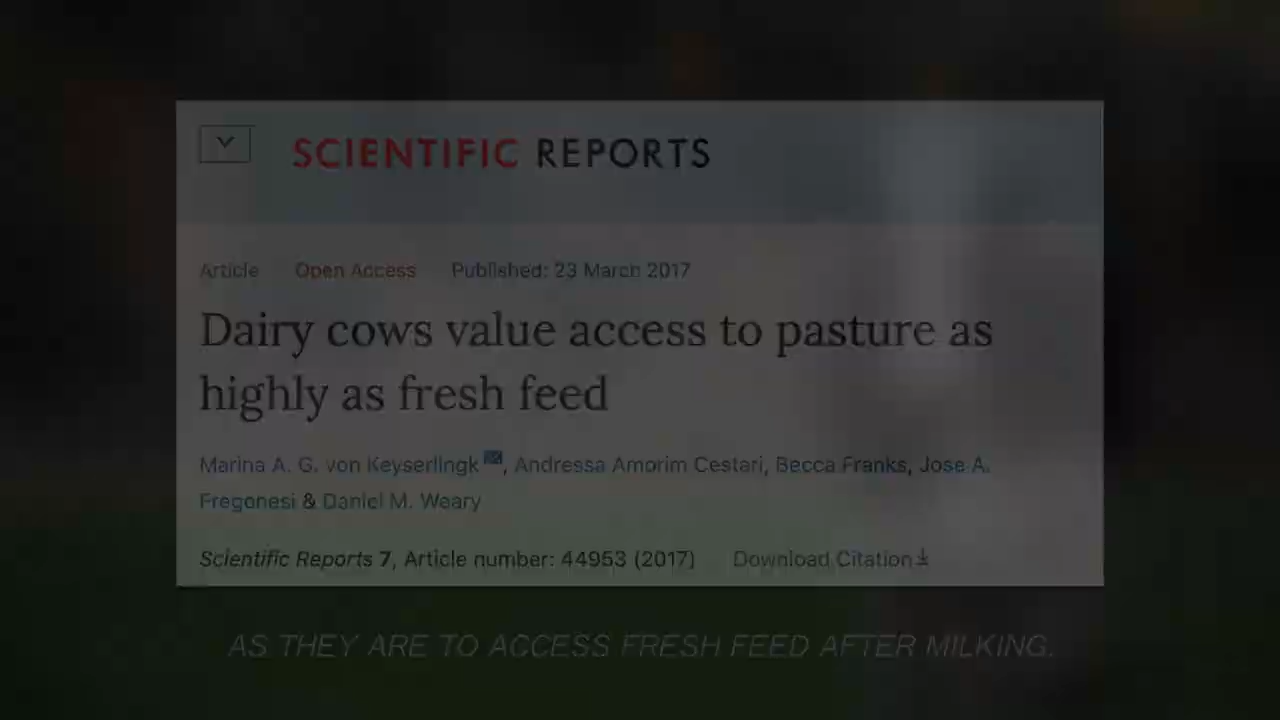 SCIENTIFIC REPORTS
Article Open Access Published: 23 March 2017
Dairy cows value access to pasture as
highly as fresh feed
Marina A. G. von Keyserlingk, Andressa Amorim Cestari, Becca Franks, Jose A.
Fregonesi & Daniel M. Weary
Scientific Reports 7, Article number: 44953 (2017) Download Citation
AS THEY ARE TO ACCESS FRESH FEED AFTER MILKING.